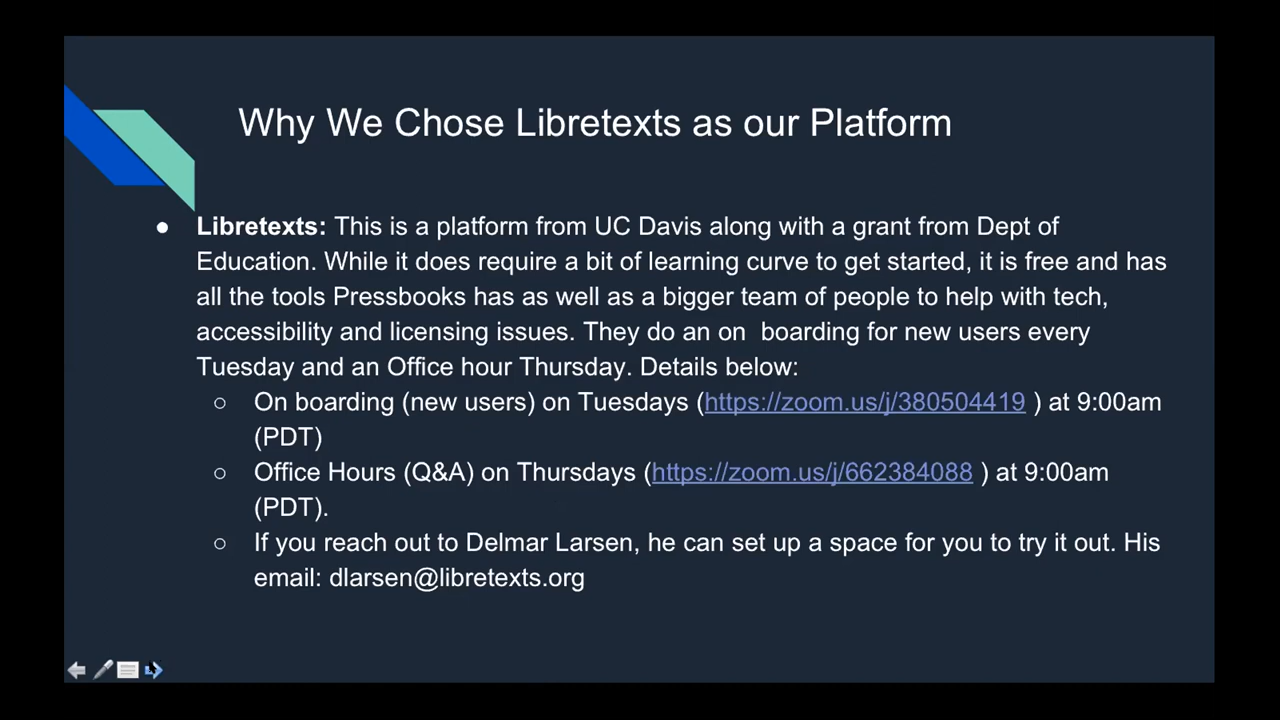 Why We Chose Libretexts as our Platform
● Libretexts: This is a platform from UC Davis along with a grant from Dept of
Education. While it does require a bit of learning curve to get started, it is free and has
all the tools Pressbooks has as well as a bigger team of people to help with tech,
accessibility and licensing issues. They do an on  boarding for new users every
Tuesday and an Office hour Thursday. Details below:
○ On boarding (new users) on Tuesdays (https://zoom.us/j/380504419 ) at 9:00am
(PDT)
○ Office Hours (Q&A) on Thursdays (https://zoom.us/j/662384088 ) at 9:00am
(PDT).
○ If you reach out to Delmar Larsen, he can set up a space for you to try it out. His
email: dlarsen@libretexts.org